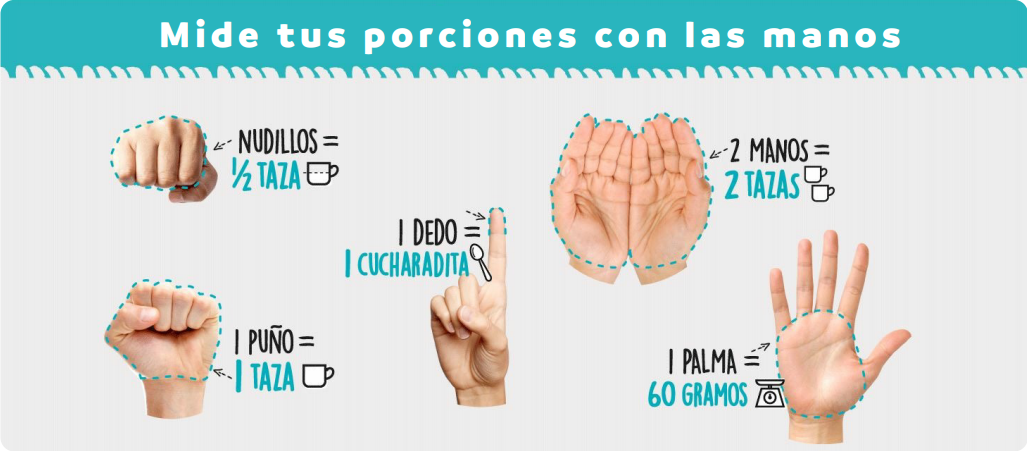 Mide tus porciones con las manos
NUDILLOS =
½ TAZA
2 MANOS =
2 TAZAS
1 DEDO =
1 CUCHARADITA
1 PUÑO =
1 TAZA
1 PALMA =
60 GRAMOS